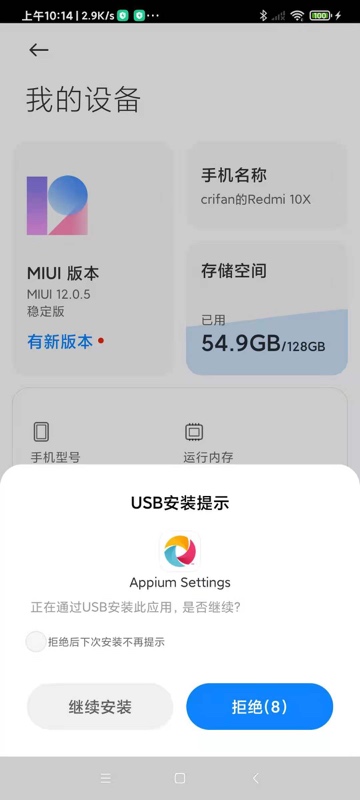 上午10:14 | 2.9K/s ...
100
我的设备
MIUI 版本
MIUI 12.0.5
稳定版
有新版本
手机名称
crifan的Redmi 10X
存储空间
已用
54.9GB/128GB
手机型号
运行内存
USB安装提示
Appium Settings
正在通过USB安装此应用，是否继续?
拒绝后下次安装不再提示
继续安装
拒绝(8)